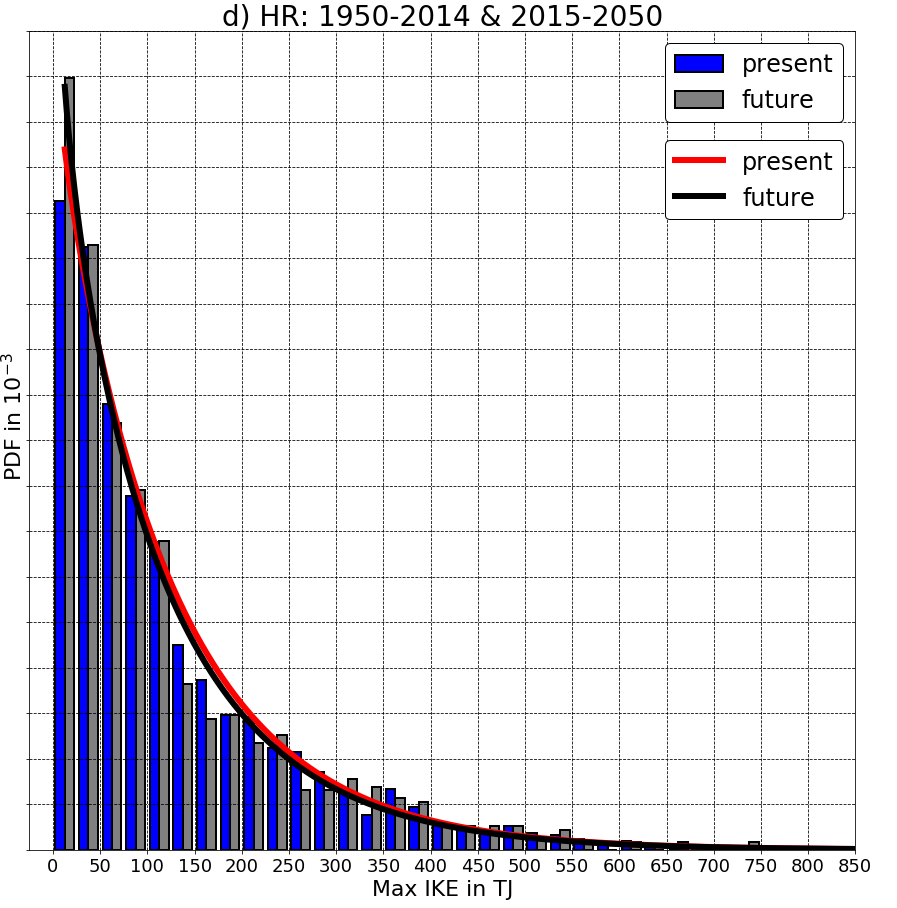 d) HR: 1950-2014 & 2015-2050
present
future
present
future
PDF in 10⁻³
0 50 100 150 200 250 300 350 400 450 500 550 600 650 700 750 800 850
Max IKE in TJ